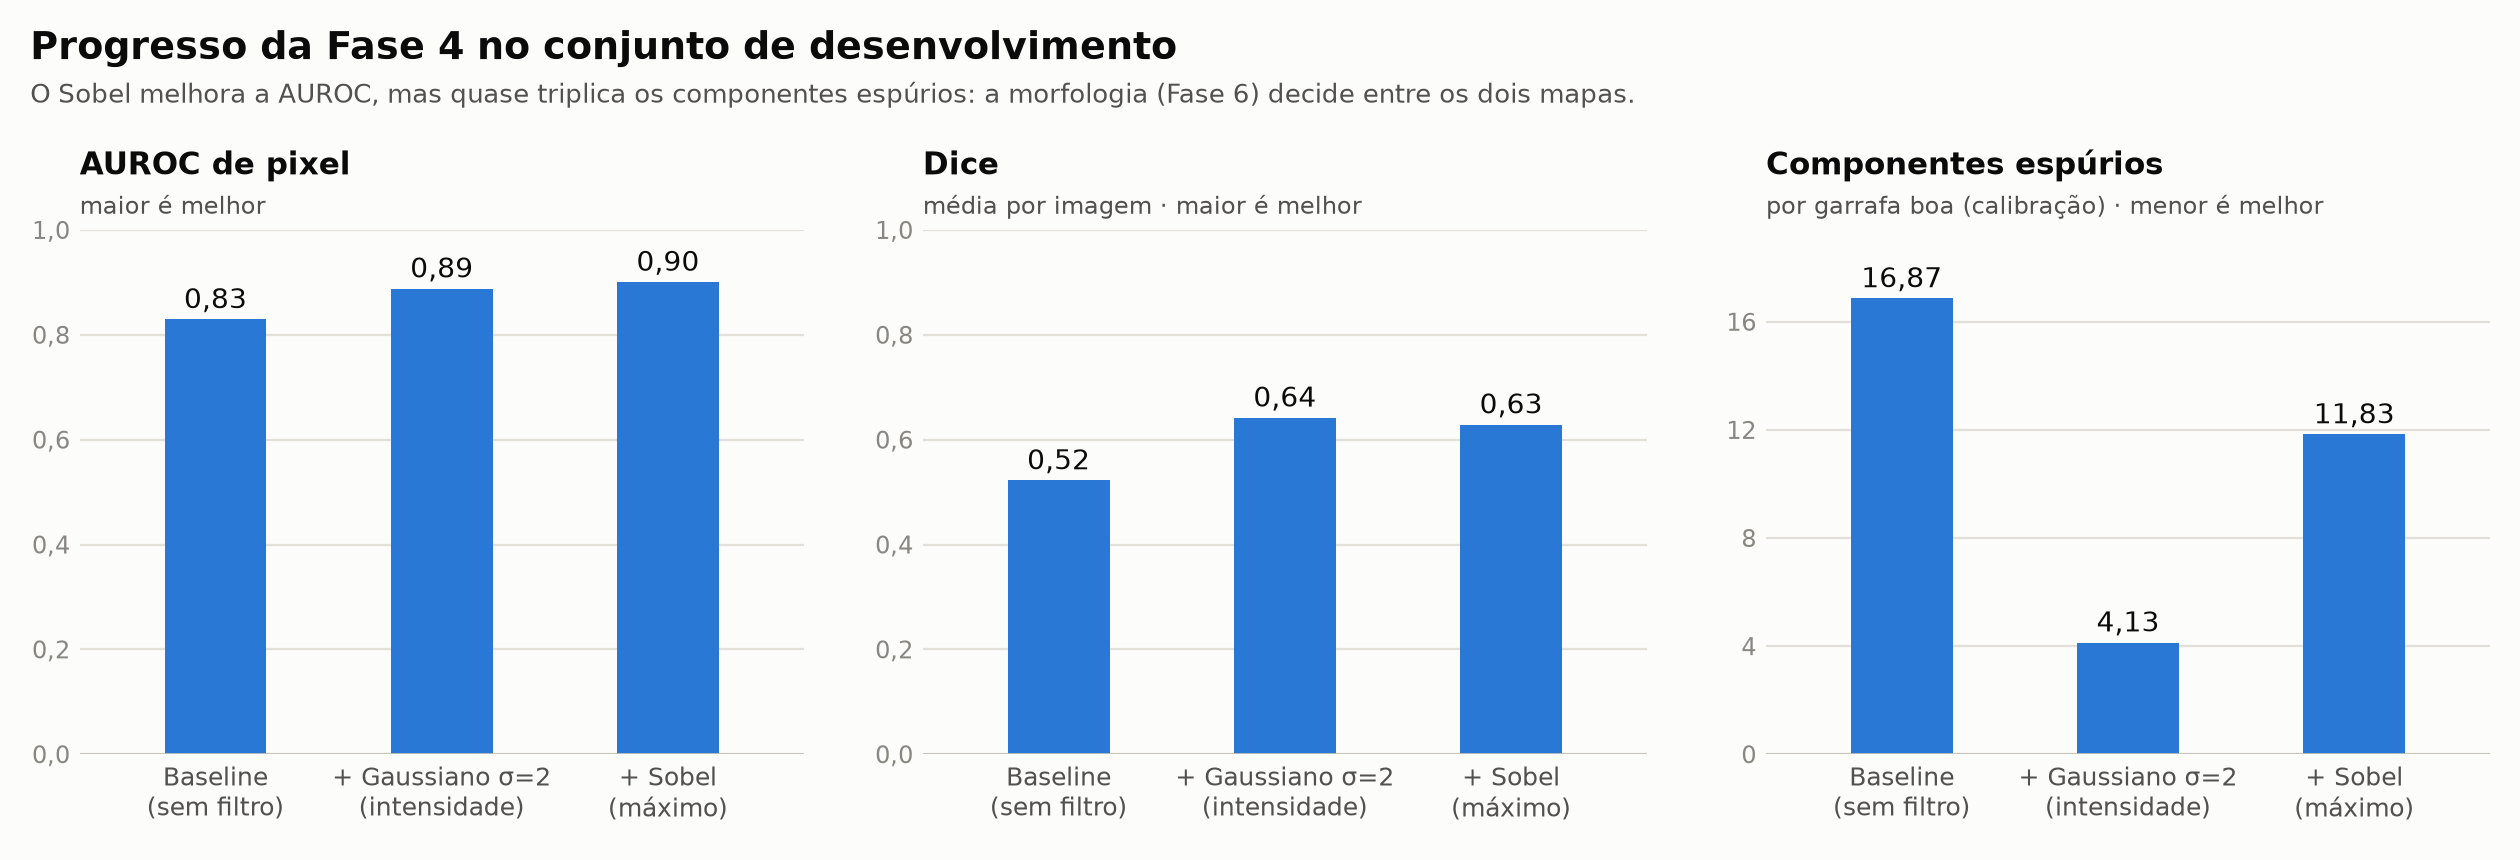 Progresso da Fase 4 no conjunto de desenvolvimento
O Sobel melhora a AUROC, mas quase triplica os componentes espúrios: a morfologia (Fase 6) decide entre os dois mapas.
AUROC de pixel
maior é melhor
1,0
0,8
0,6
0,4
0,2
0,0
0,83
0,89
0,90
Baseline
(sem filtro)
+ Gaussiano σ=2
(intensidade)
+ Sobel
(máximo)
Dice
média por imagem · maior é melhor
1,0
0,8
0,6
0,4
0,2
0,0
0,52
0,64
0,63
Baseline
(sem filtro)
+ Gaussiano σ=2
(intensidade)
+ Sobel
(máximo)
Componentes espúrios
por garrafa boa (calibração) · menor é melhor
16
12
8
4
0
16,87
4,13
11,83
Baseline
(sem filtro)
+ Gaussiano σ=2
(intensidade)
+ Sobel
(máximo)